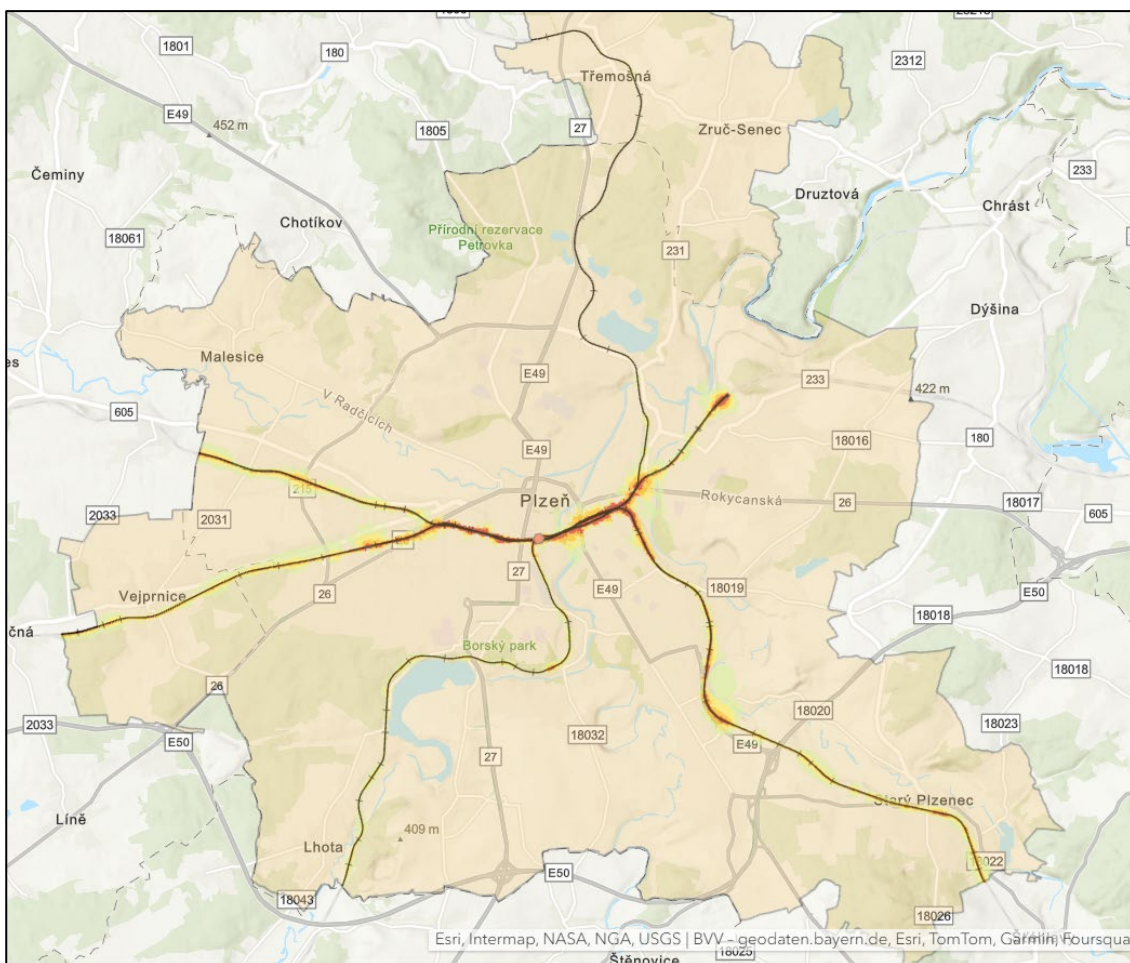 1801
180
2312
Třemošná
E49
452 m
1805
27
Zruč-Senec
Čeminy
233
Druztová
Chrást
Chotíkov
18061
Přírodní rezervace
Petrovka
231
Dýšina
Malesice
E49
233
422 m
605
V Radčicích
180
18016
E49
Plzeň
Rokycanská
26
18017
605
2033
2031
27
18019
E50
Vejprnice
26
E49
18018
Borský park
18018
26
2033
18020
18023
E50
18032
E49
27
Starý Plzenec
Líně
409 m
Lhota
18022
E50
18043
18026
Esri, Intermap, NASA, NGA, USGS | BVV - geodaten.bayern.de, Esri, TomTom, Garmin, Foursqua
18025
Štěnovice